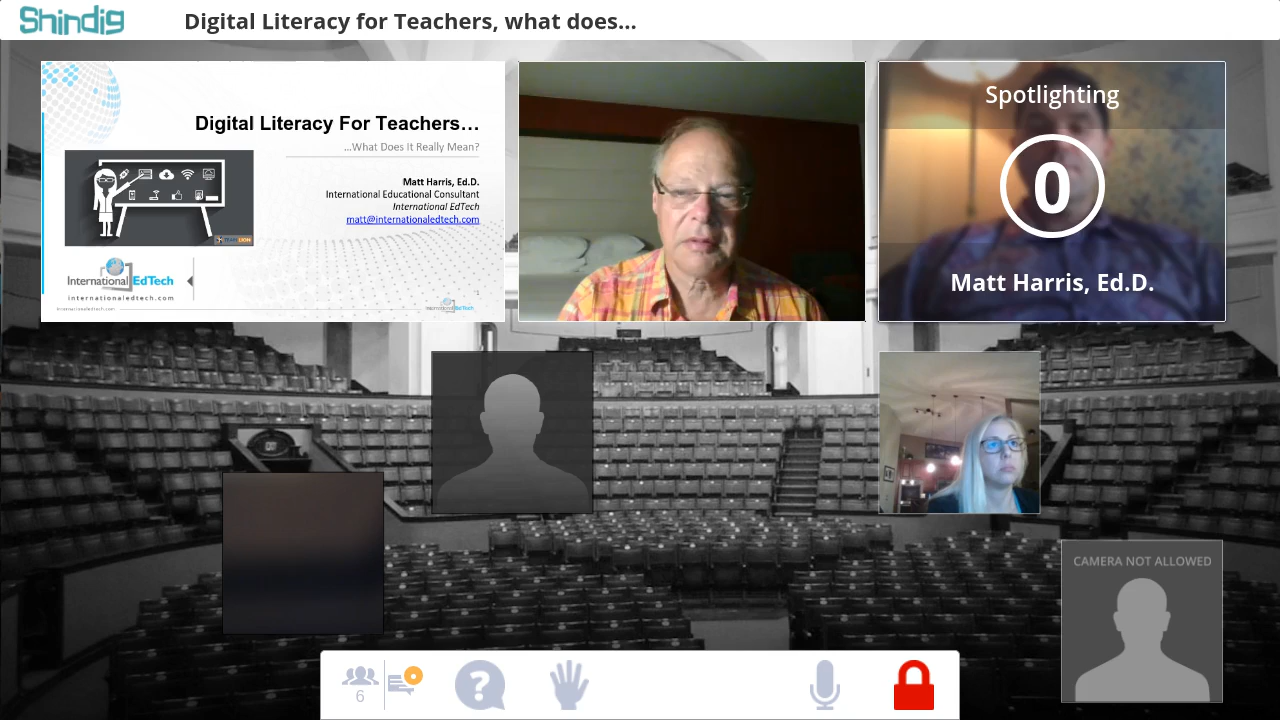 Shindig
Digital Literacy for Teachers, what does...
Digital Literacy For Teachers...
...What Does It Really Mean?
Matt Harris, Ed.D.
International Educational Consultant
International EdTech
matt@internationaledtech.com
International EdTech
internationaledtech.com
Spotlighting
0
Matt Harris, Ed.D.
CAMERA NOT ALLOWED
6
?